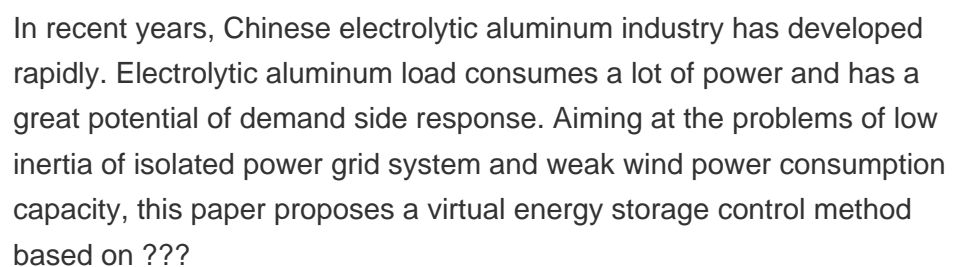 In recent years, Chinese electrolytic aluminum industry has developed
rapidly. Electrolytic aluminum load consumes a lot of power and has a
great potential of demand side response. Aiming at the problems of low
inertia of isolated power grid system and weak wind power consumption
capacity, this paper proposes a virtual energy storage control method
based on ???